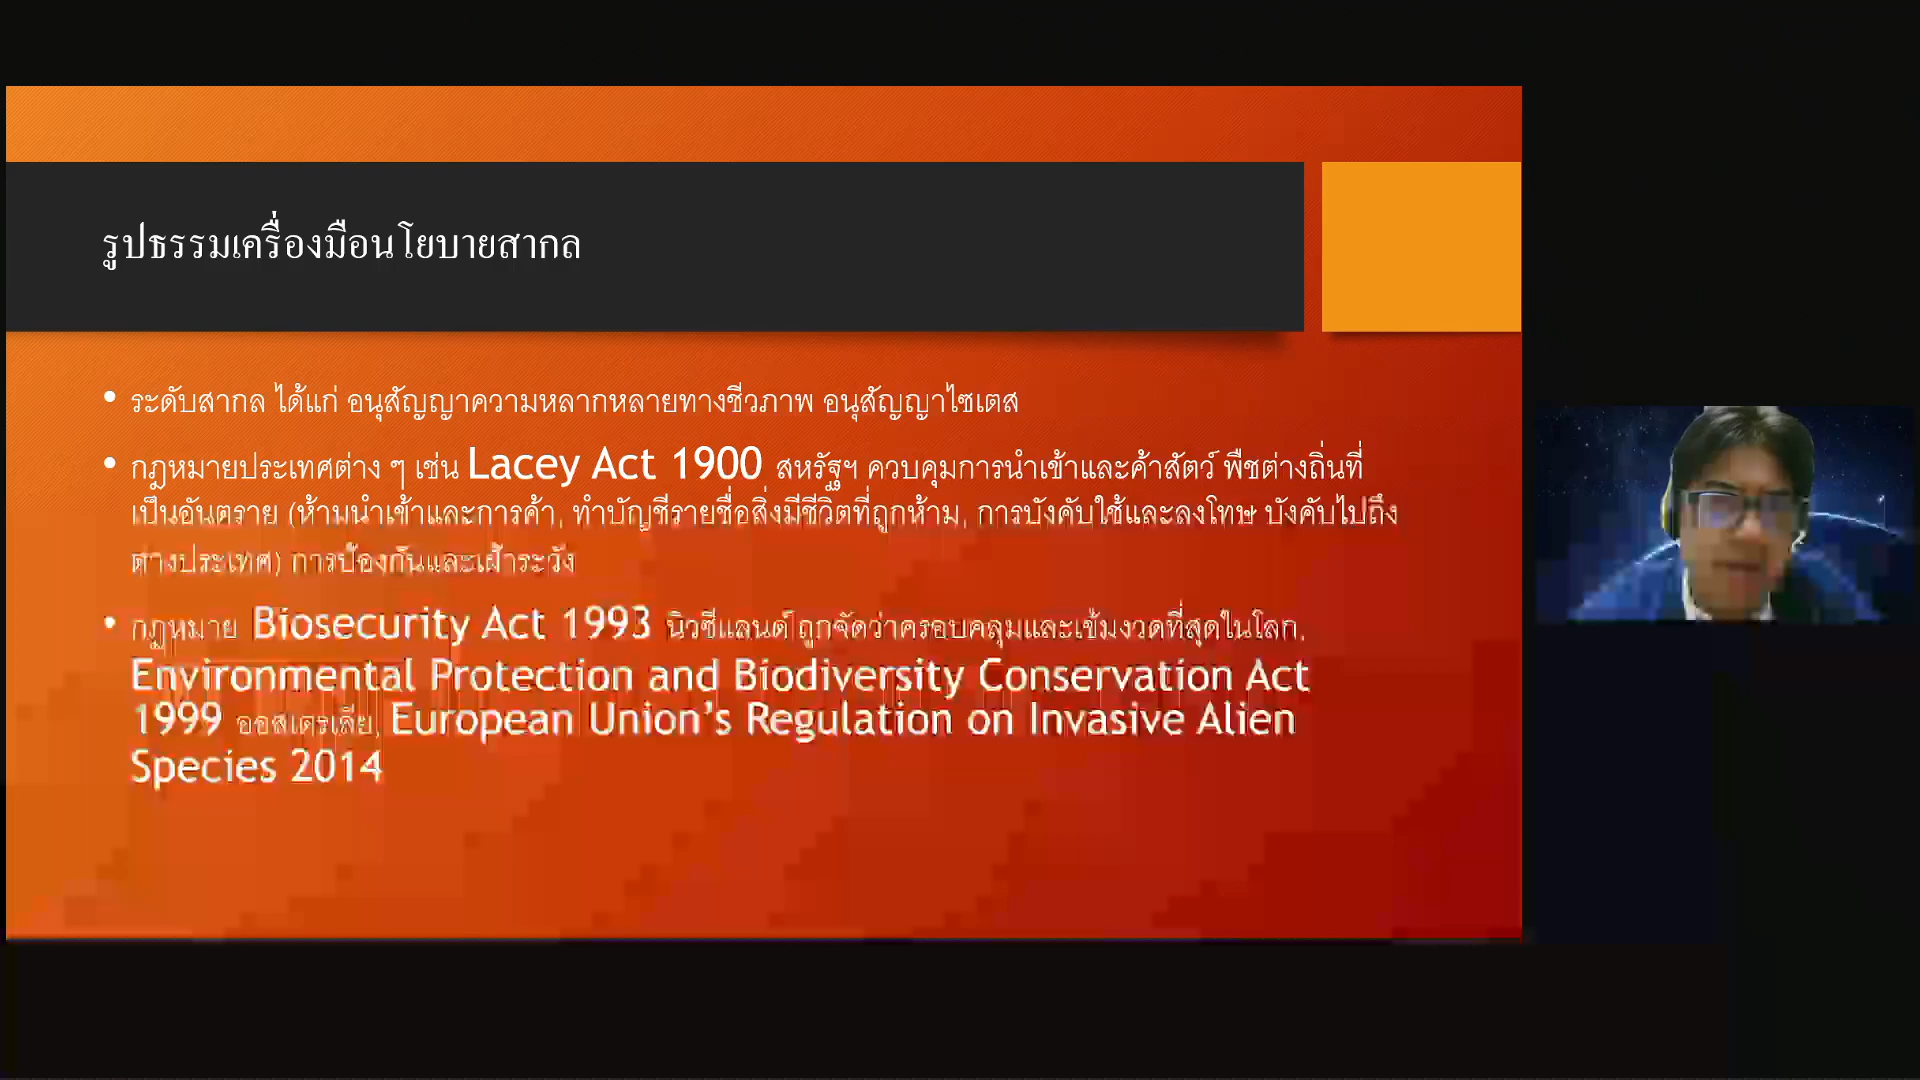 รูปธรรมเครื่องมือนโยบายสากล
• ระดับสากล ได้แก่ อนุสัญญาความหลากหลายทางชีวภาพ อนุสัญญาไซเตส
• กฎหมายประเทศต่าง ๆ เช่น Lacey Act 1900 สหรัฐฯ ควบคุมการนำเข้าและค้าสัตว์ พืชต่างถิ่นที่
เป็นอันตราย (ห้ามนำเข้าและการค้า, ทำบัญชีรายชื่อสิ่งมีชีวิตที่ถูกห้าม, การบังคับใช้และลงโทษ บังคับไปถึง
ต่างประเทศ) การป้องกันและเฝ้าระวัง
• กฎหมาย Biosecurity Act 1993 นิวซีแลนด์ ถูกจัดว่าครอบคลุมและเข้มงวดที่สุดในโลก,
Environmental Protection and Biodiversity Conservation Act
1999 ออสเตรเลีย, European Union’s Regulation on Invasive Alien
Species 2014